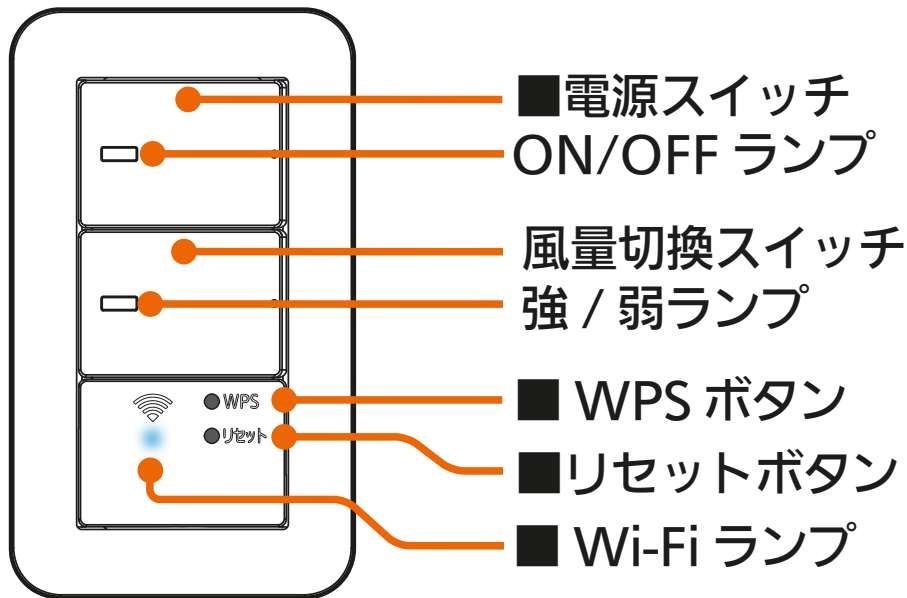 ■電源スイッチ
ON/OFF ランプ
風量切換スイッチ
強 / 弱ランプ
WPS
リセット
■ WPS ボタン
■リセットボタン
■ Wi-Fi ランプ